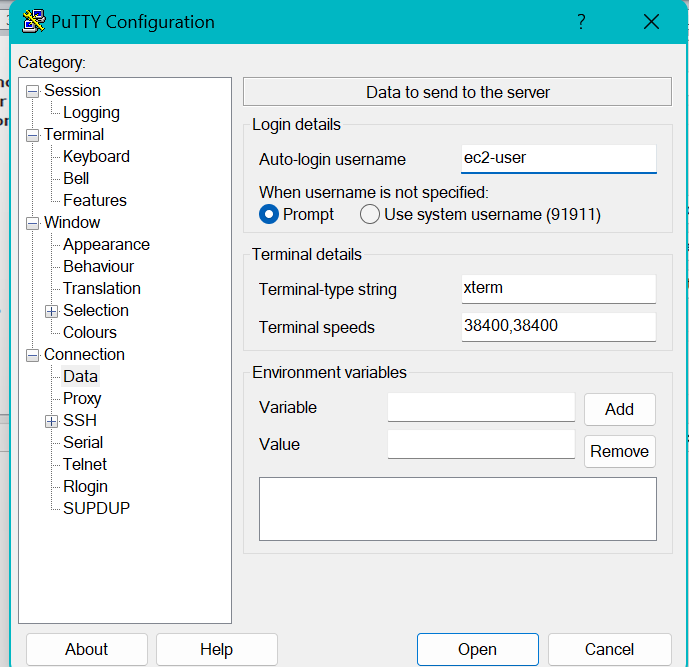 PuTTY Configuration
?
Category:
Session
Logging
Terminal
Keyboard
Bell
Features
Window
Appearance
Behaviour
Translation
Selection
Colours
Connection
Data
Proxy
SSH
Serial
Telnet
Rlogin
SUPDUP
Data to send to the server
Login details
Auto-login username ec2-user
When username is not specified:
Prompt Use system username (91911)
Terminal details
Terminal-type string xterm
Terminal speeds 38400,38400
Environment variables
Variable Add
Value Remove
About Help Open Cancel